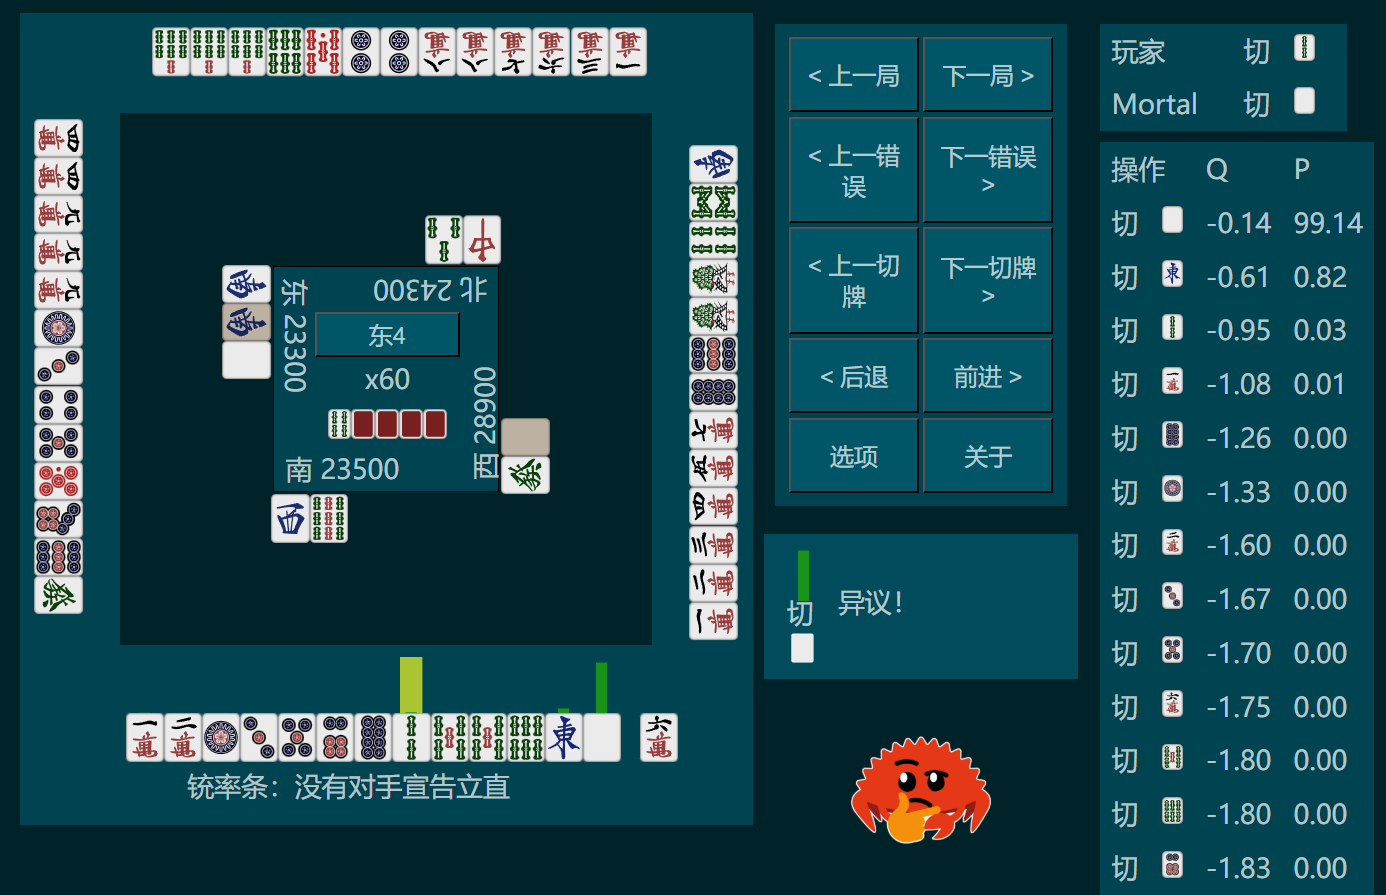 < 上一局
下一局 >
< 上一错
误
下一错误
>
< 上一切
牌
下一切牌
>
< 后退
前进 >
选项
关于
玩家 切
Mortal 切
操作 Q P
切 -0.14 99.14
切 -0.61 0.82
切 -0.95 0.03
切 -1.08 0.01
切 -1.26 0.00
切 -1.33 0.00
切 -1.60 0.00
切 -1.67 0.00
切 -1.70 0.00
切 -1.75 0.00
切 -1.80 0.00
切 -1.80 0.00
切 -1.83 0.00
北 24300
东 23300
东4
x60
西 28900
南 23500
切
异议！
铳率条：没有对手宣告立直